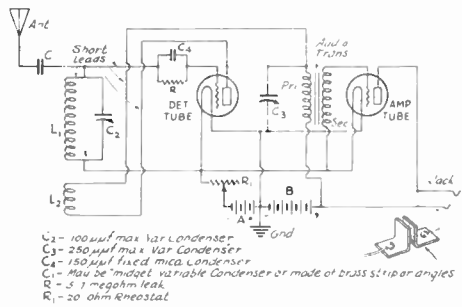 Ant
C
Short
Leads
C4
R
L1
C2
DET
TUBE
C3
Pri
Audio
Trans
Sec
AMP
TUBE
L2
R1
A
B
Gnd
Jack
C2 - 100 μμf max Var Condenser
C3 - 250 μμf max Var Condenser
C4 - 150 μμf fixed mica Condenser
C1 - May be "midget" variable Condenser or made of brass strip or angles
R - megohm leak
R1 - 20 ohm Rheostat